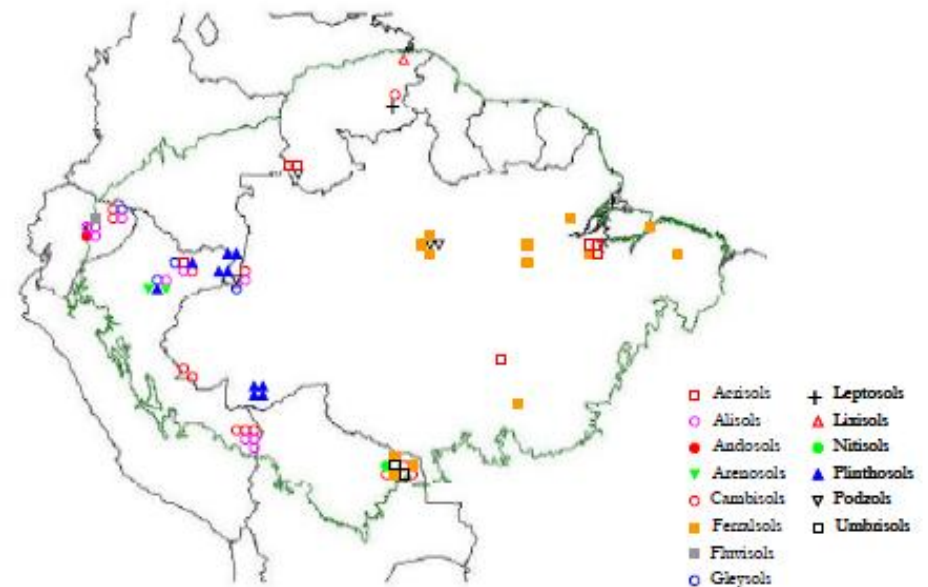 Acrisols
Alisols
Andosols
Arenosols
Cambisols
Ferralsols
Fluvisols
Gleysols
Leptosols
Lixisols
Nitisols
Plinthosols
Podzols
Umbrisols